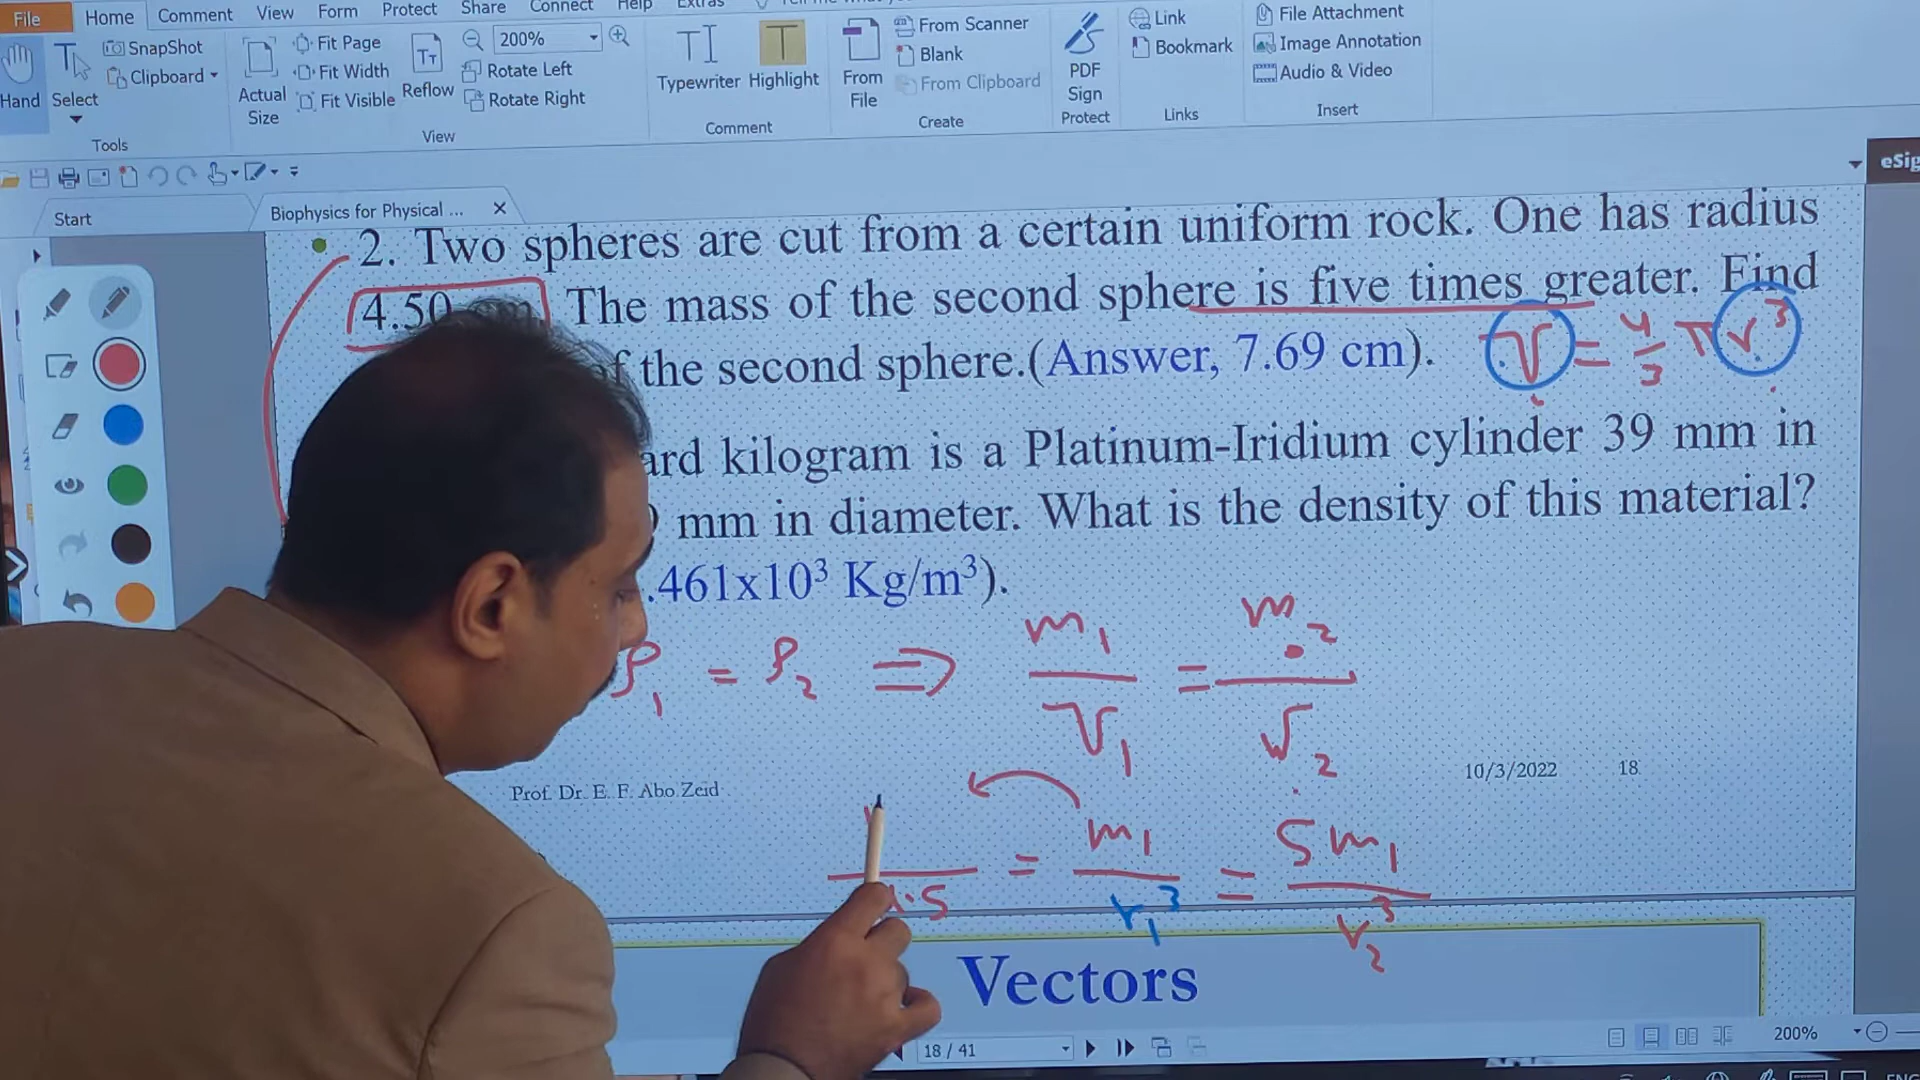 File Home Comment View Form Protect Share Connect Help Extras
Hand
Select
SnapShot
Clipboard
Tools
Actual Size
Fit Page
Fit Width
Fit Visible
Reflow
200%
Rotate Left
Rotate Right
View
Typewriter
Highlight
Comment
From File
From Scanner
Blank
From Clipboard
Create
PDF Sign
Protect
Link
Bookmark
Links
File Attachment
Image Annotation
Audio & Video
Insert
eSig
Start
Biophysics for Physical ...
2. Two spheres are cut from a certain uniform rock. One has radius
4.50 cm. The mass of the second sphere is five times greater. Find
of the second sphere.(Answer, 7.69 cm).
V = 4/3 π r³
ard kilogram is a Platinum-Iridium cylinder 39 mm in
mm in diameter. What is the density of this material?
.461x10³ Kg/m³).
ρ₁ = ρ₂ ⇒ m₁/V₁ = m₂/V₂
Prof. Dr. E. F. Abo Zeid
10/3/2022
18
= m₁/r₁³ = 5m₁/r₂³
Vectors
18 / 41
200%